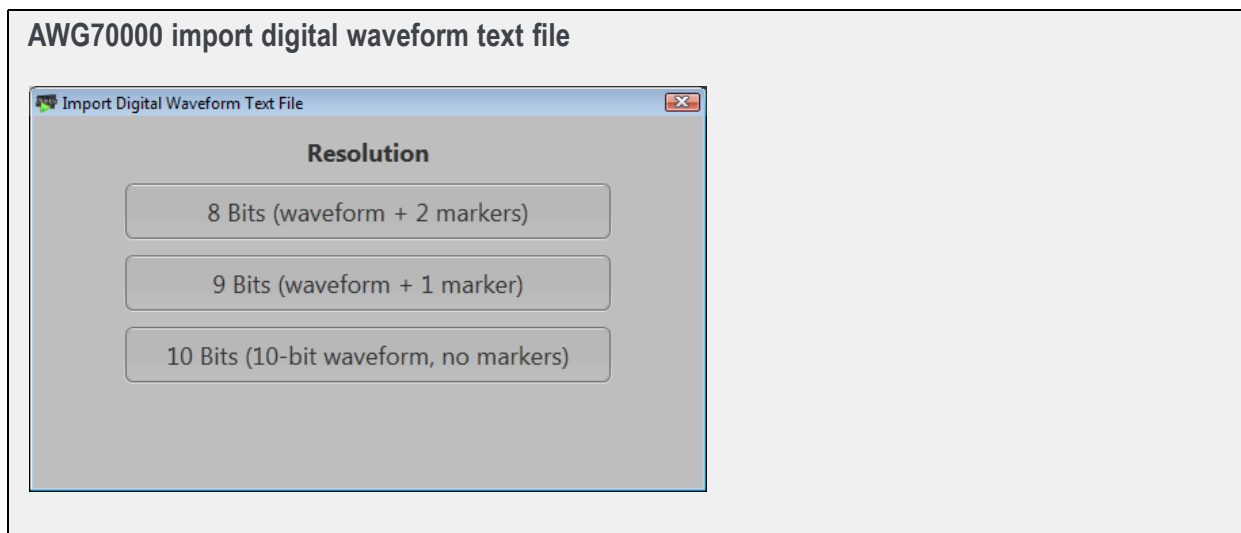 AWG70000 import digital waveform text file
Import Digital Waveform Text File
Resolution
8 Bits (waveform + 2 markers)
9 Bits (waveform + 1 marker)
10 Bits (10-bit waveform, no markers)